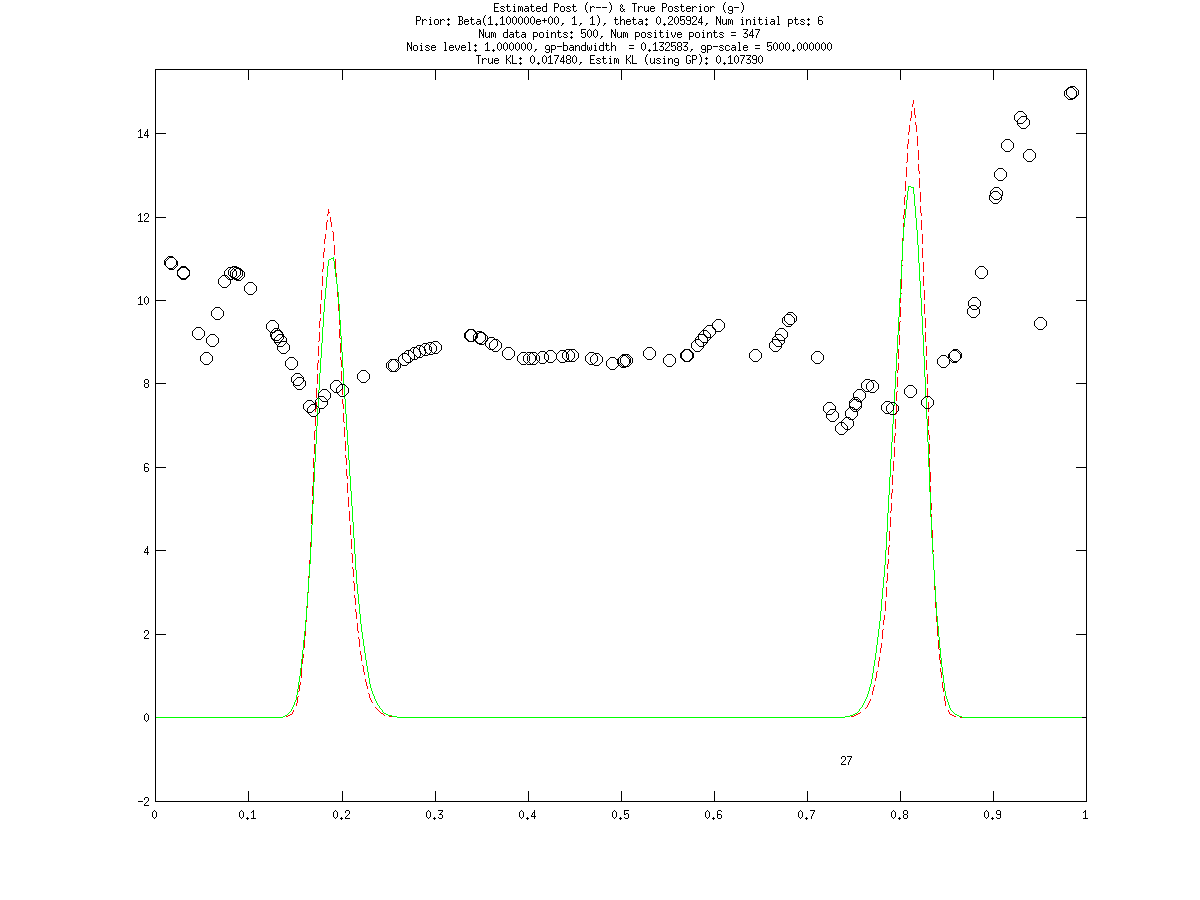 Estimated Post (r--) & True Posterior (g-)
Prior: Beta(1.100000e+00, 1, 1), theta: 0.205924, Num initial pts: 6
Num data points: 500, Num positive points = 347
Noise level: 1.000000, gp-bandwidth  = 0.132583, gp-scale = 5000.000000
True KL: 0.017480, Estim KL (using GP): 0.107390
14
12
10
8
6
4
2
0
-2
27
0 0.1 0.2 0.3 0.4 0.5 0.6 0.7 0.8 0.9 1